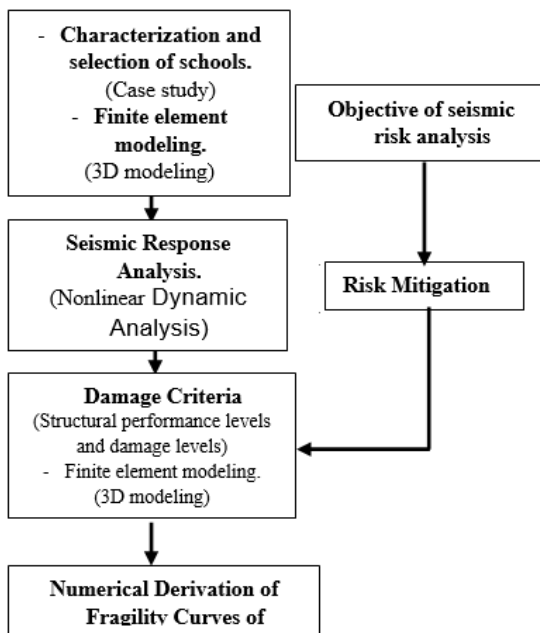 - Characterization and
selection of schools.
(Case study)
- Finite element
modeling.
(3D modeling)
Objective of seismic
risk analysis
Seismic Response
Analysis.
(Nonlinear Dynamic
Analysis)
Risk Mitigation
Damage Criteria
(Structural performance levels
and damage levels)
- Finite element modeling.
(3D modeling)
Numerical Derivation of
Fragility Curves of